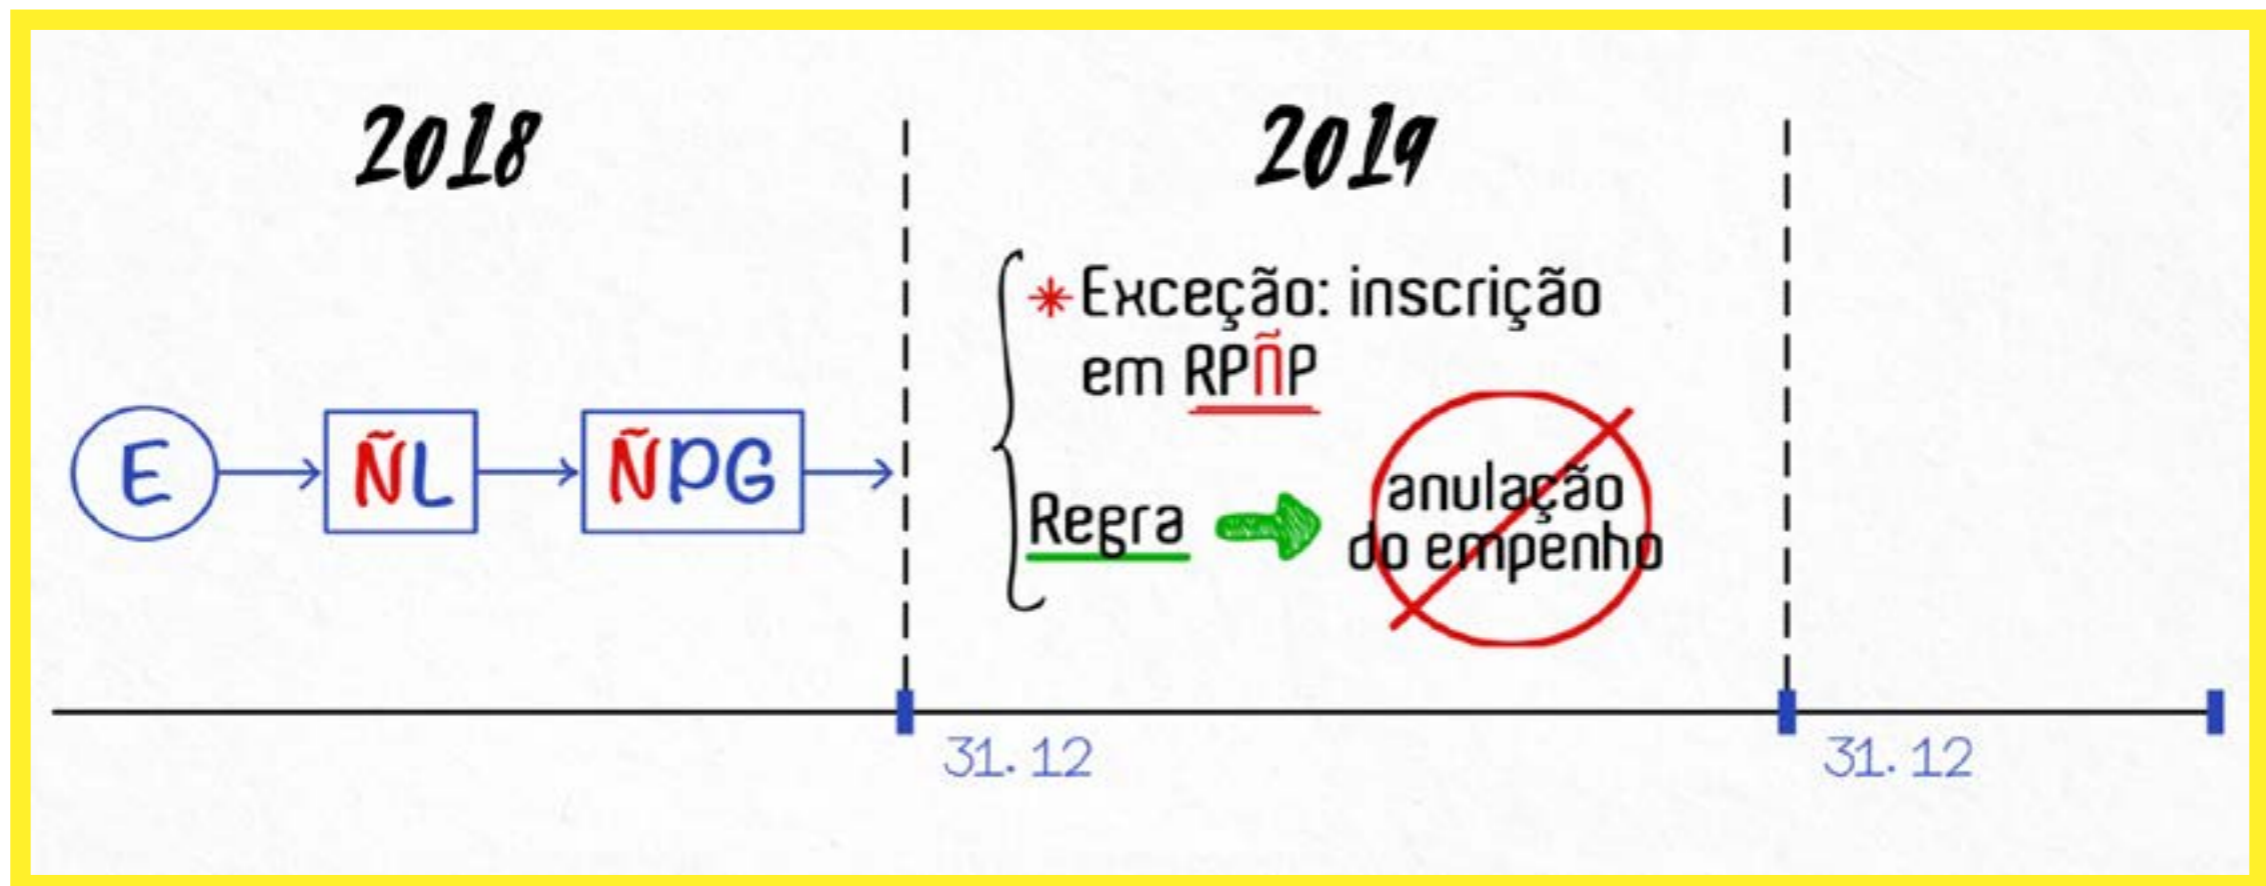 2018
2019
E
ÑL
ÑPG
*Exceção: inscrição
em RPÑP
Regra
anulação
do empenho
31.12
31.12